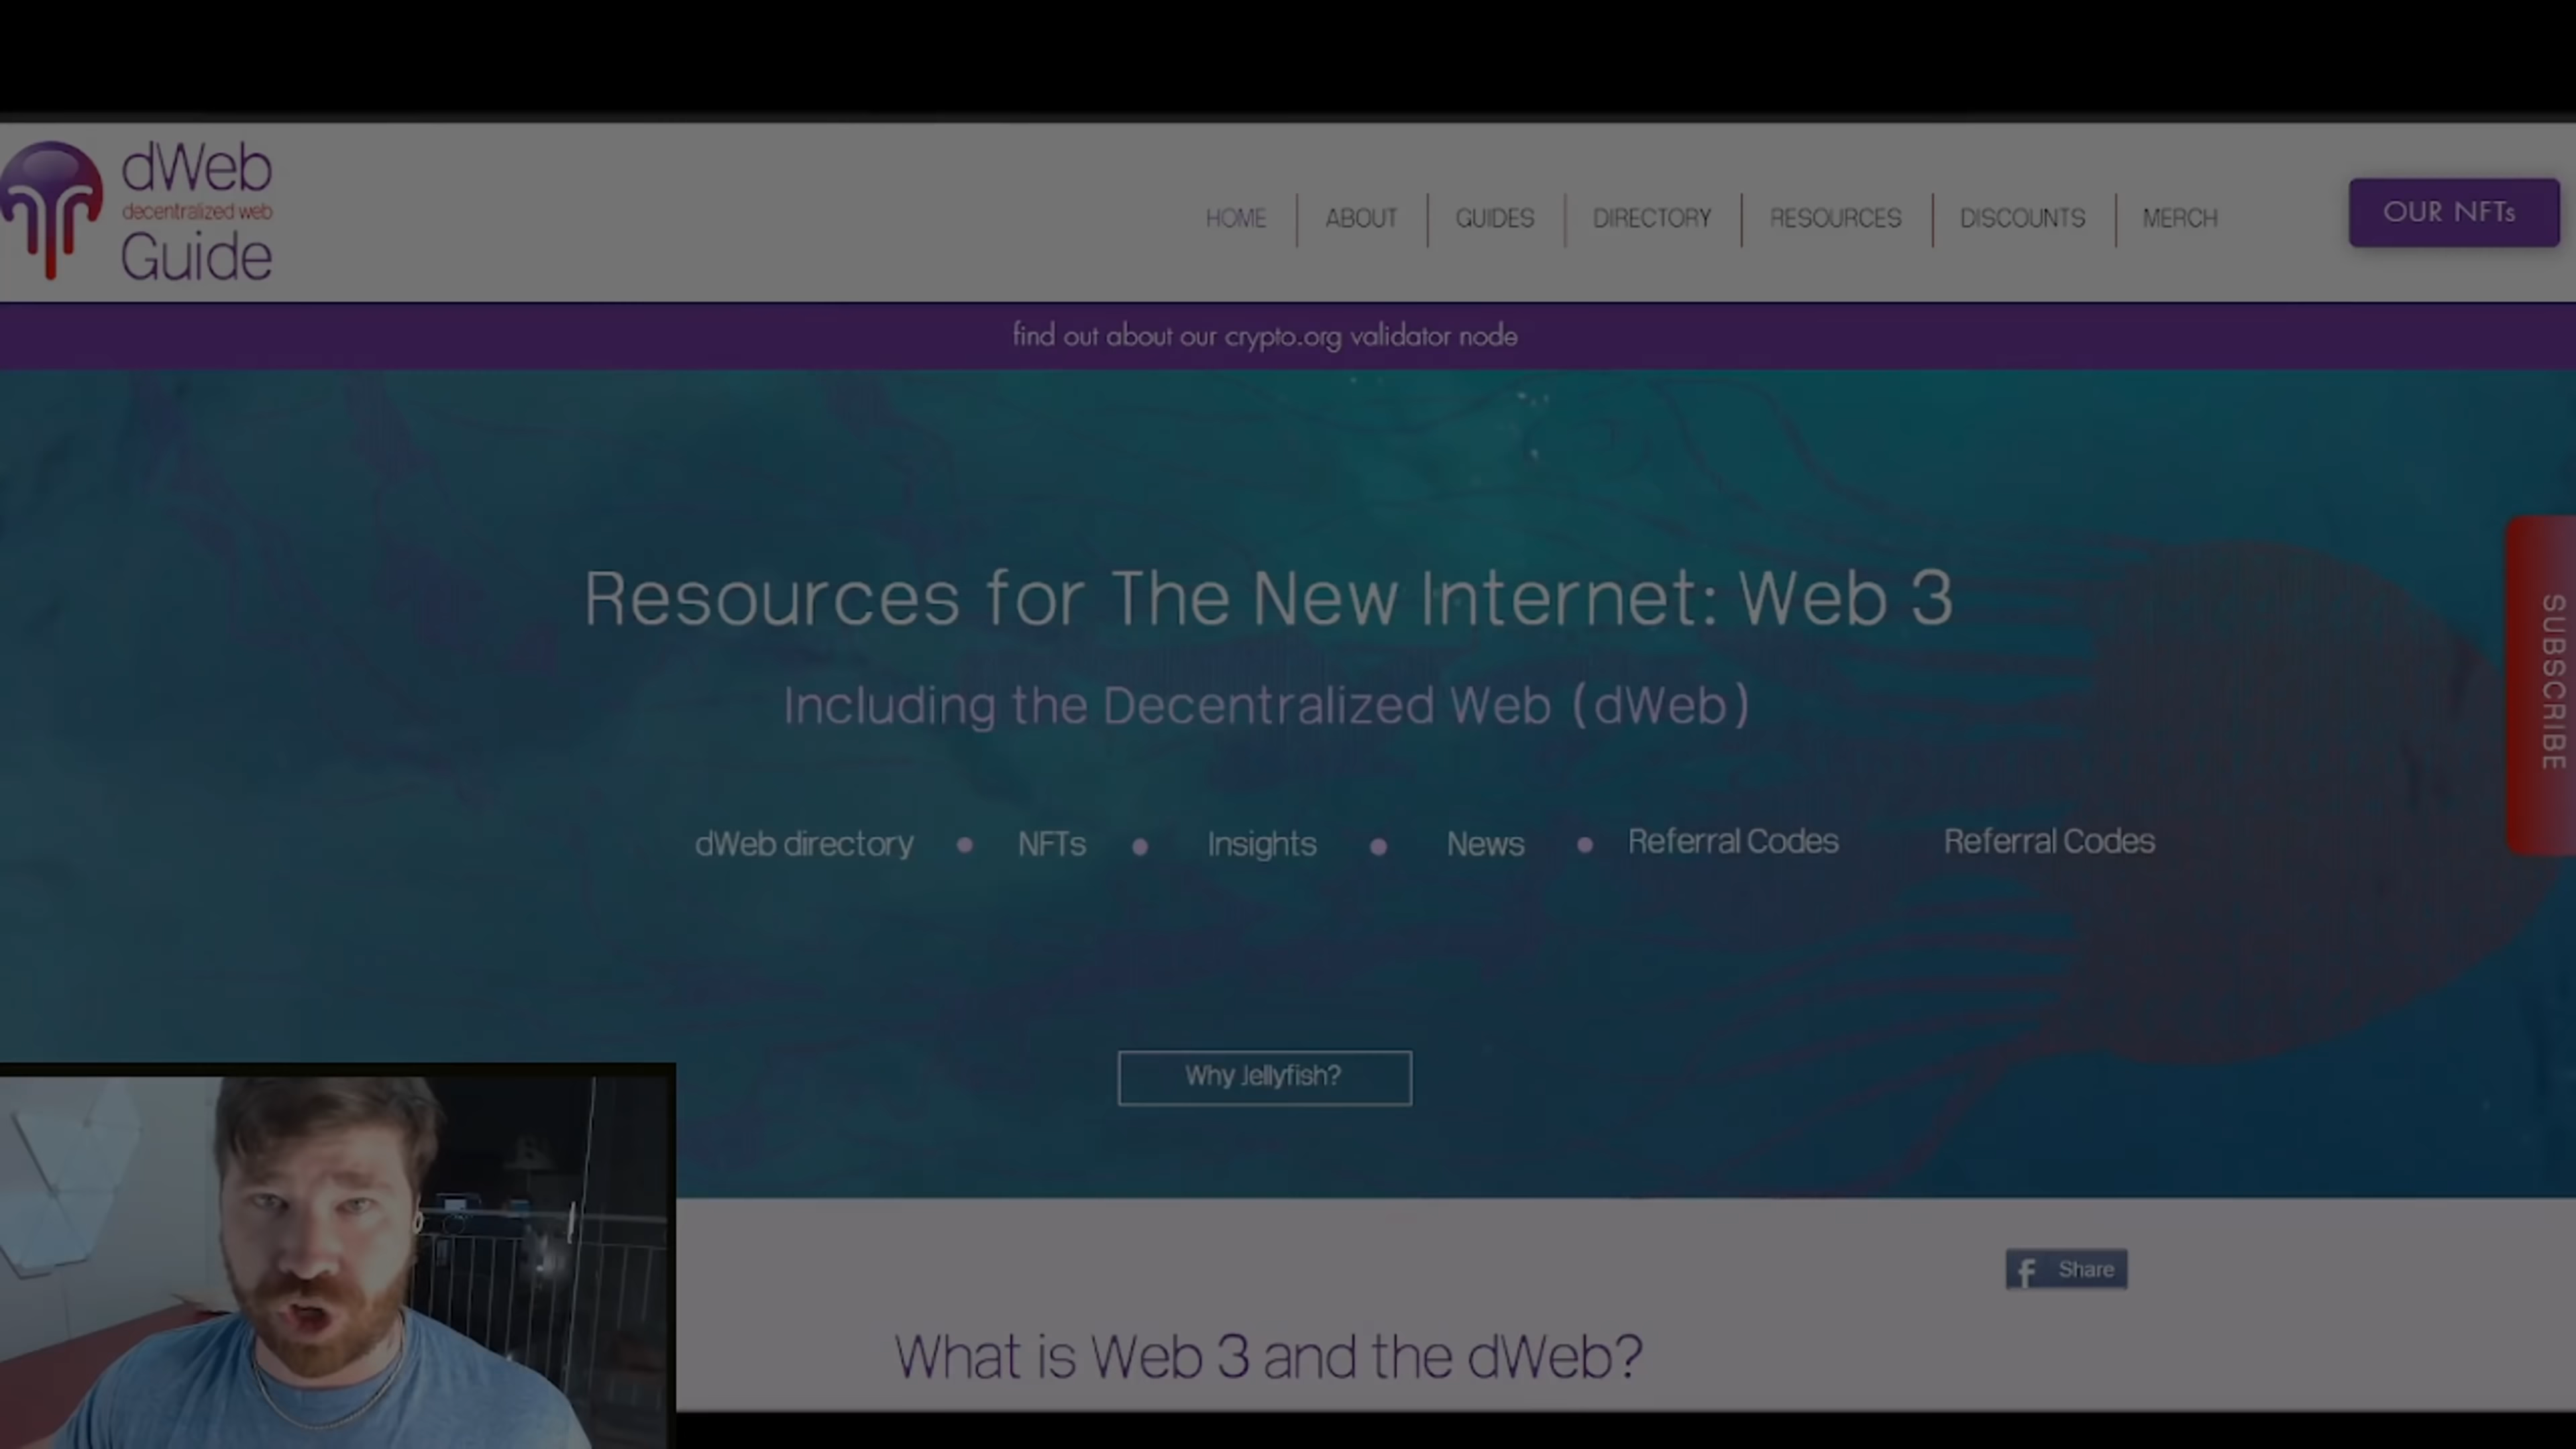 dWeb
decentralized web
Guide
HOME ABOUT GUIDES DIRECTORY RESOURCES DISCOUNTS MERCH
OUR NFTs
find out about our crypto.org validator node
Resources for The New Internet: Web 3
Including the Decentralized Web (dWeb)
SUBSCRIBE
dWeb directory • NFTs • Insights • News • Referral Codes Referral Codes
Why Jellyfish?
f Share
What is Web 3 and the dWeb?